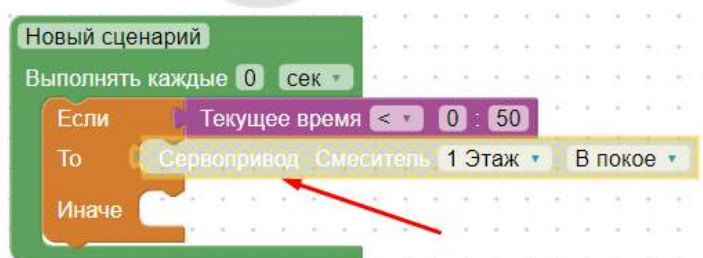 Новый сценарий
Выполнять каждые 0 сек
Если Текущее время < 0 : 50
То Сервопривод Смеситель 1 Этаж В покое
Иначе